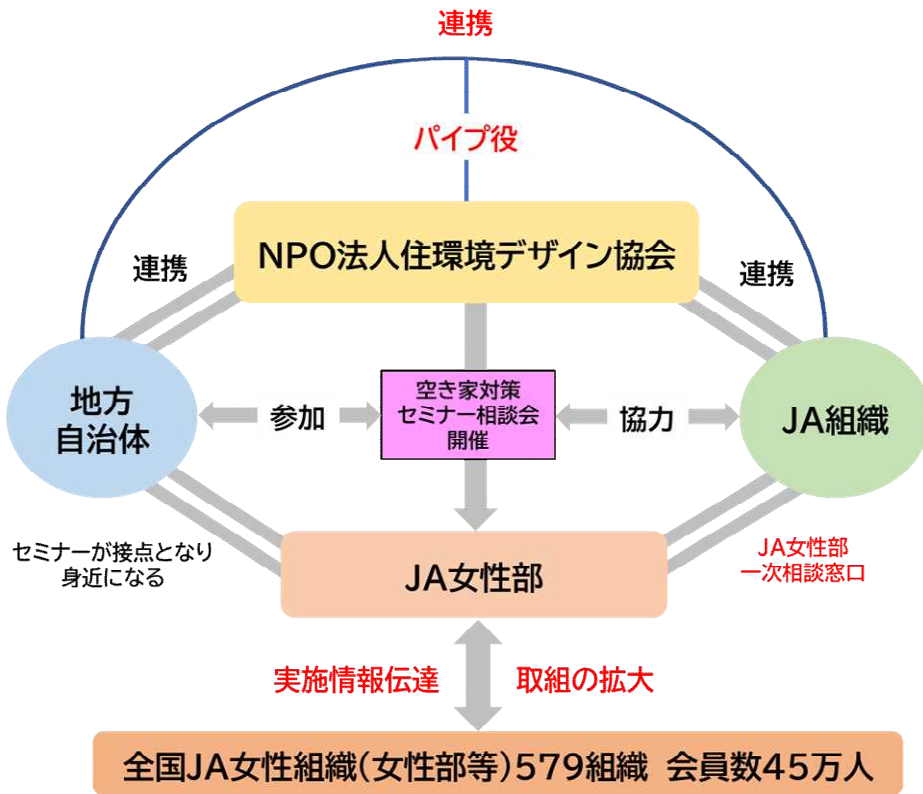 連携
パイプ役
NPO法人住環境デザイン協会
連携
連携
地方
自治体
参加
空き家対策
セミナー相談会
開催
協力
JA組織
セミナーが接点となり
身近になる
JA女性部
JA女性部
一次相談窓口
実施情報伝達
取組の拡大
全国JA女性組織(女性部等)579組織 会員数45万人